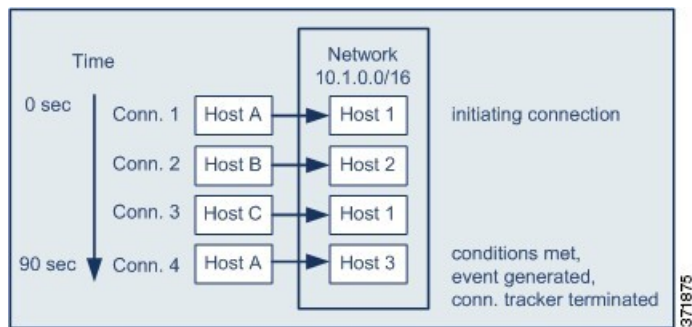 Time
Network
10.1.0.0/16
0 sec
Conn. 1 Host A Host 1 initiating connection
Conn. 2 Host B Host 2
Conn. 3 Host C Host 1
90 sec Conn. 4 Host A Host 3
conditions met,
event generated,
conn. tracker terminated
371875